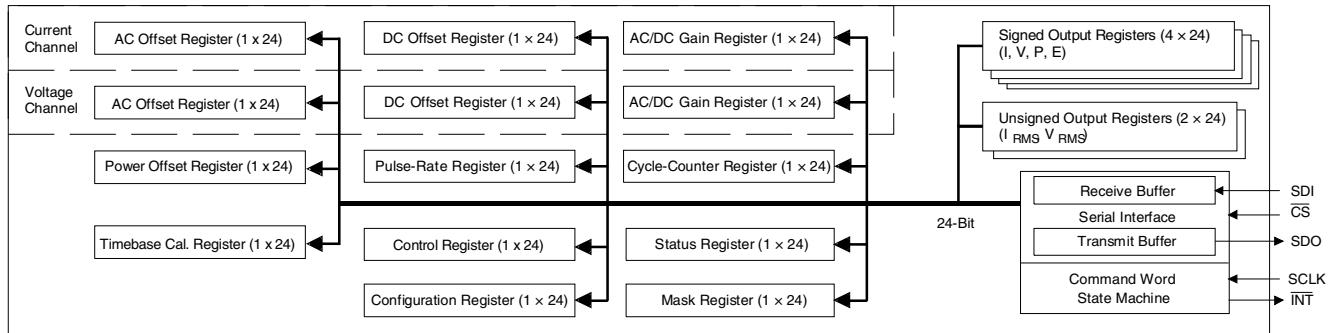 Current
Channel
AC Offset Register (1 x 24)
DC Offset Register (1 × 24)
AC/DC Gain Register (1 × 24)
Signed Output Registers (4 × 24)
(I, V, P, E)
Voltage
Channel
AC Offset Register (1 x 24)
DC Offset Register (1 × 24)
AC/DC Gain Register (1 × 24)
Unsigned Output Registers (2 × 24)
(I RMS, V RMS)
Power Offset Register (1 x 24)
Pulse-Rate Register (1 × 24)
Cycle-Counter Register (1 × 24)
Receive Buffer
SDI
Serial Interface
CS
24-Bit
Timebase Cal. Register (1 x 24)
Control Register (1 x 24)
Status Register (1 × 24)
Transmit Buffer
SDO
Command Word
State Machine
SCLK
INT
Configuration Register (1 × 24)
Mask Register (1 × 24)